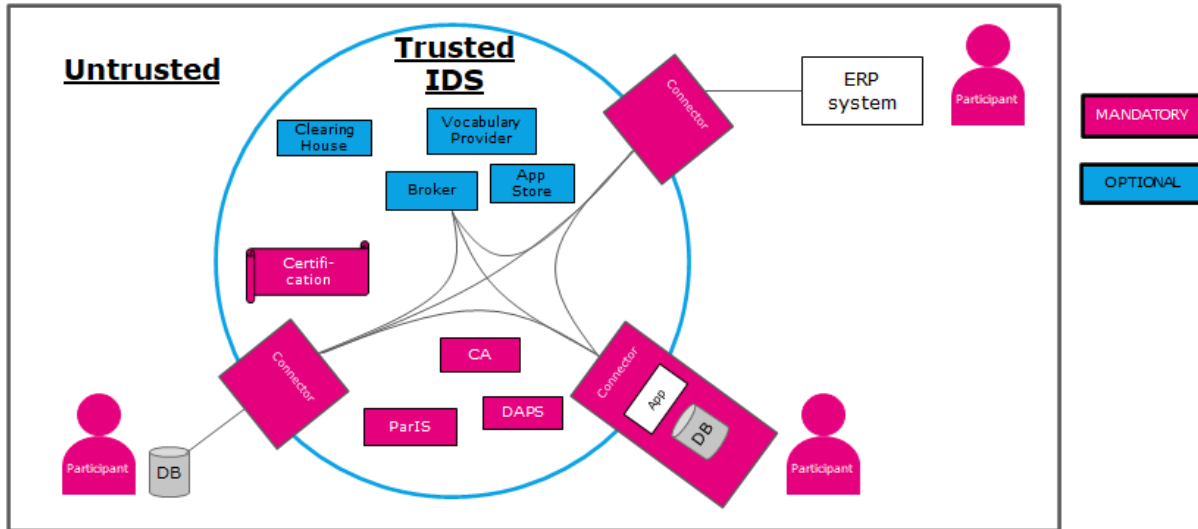 Untrusted
Trusted
IDS
Clearing
House
Vocabulary
Provider
Broker
App
Store
Connector
ERP
system
Participant
MANDATORY
OPTIONAL
Certifi-
cation
Connector
CA
ParIS
DAPS
Connector
App
DB
Participant
DB
Participant